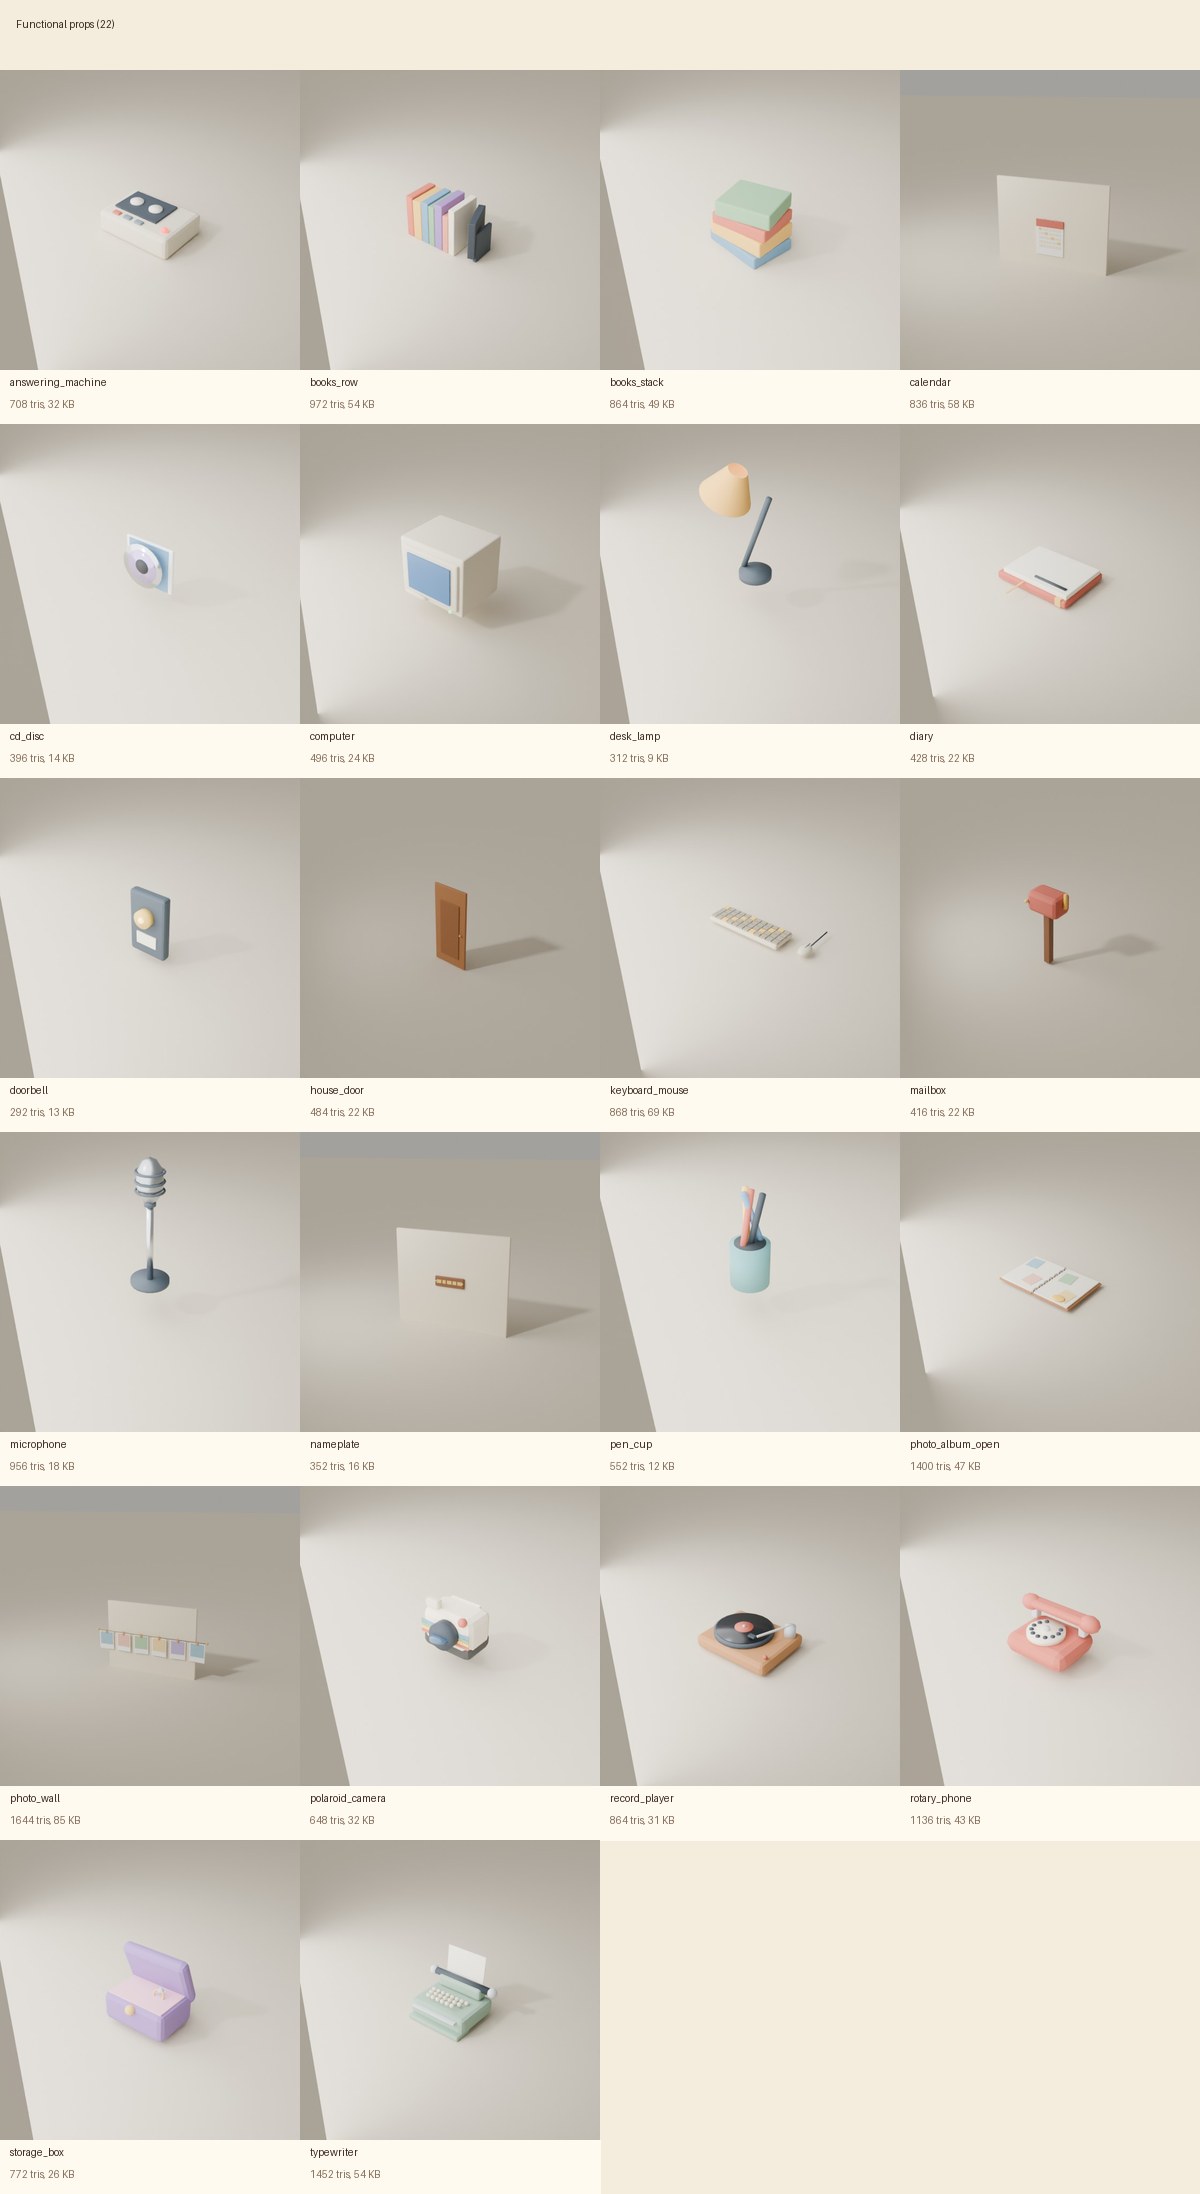 Functional props (22)
answering_machine
708 tris, 32 KB
books_row
972 tris, 54 KB
books_stack
864 tris, 49 KB
calendar
836 tris, 58 KB
cd_disc
396 tris, 14 KB
computer
496 tris, 24 KB
desk_lamp
312 tris, 9 KB
diary
428 tris, 22 KB
doorbell
292 tris, 13 KB
house_door
484 tris, 22 KB
keyboard_mouse
868 tris, 69 KB
mailbox
416 tris, 22 KB
microphone
956 tris, 18 KB
nameplate
352 tris, 16 KB
pen_cup
552 tris, 12 KB
photo_album_open
1400 tris, 47 KB
photo_wall
1644 tris, 85 KB
polaroid_camera
648 tris, 32 KB
record_player
864 tris, 31 KB
rotary_phone
1136 tris, 43 KB
storage_box
772 tris, 26 KB
typewriter
1452 tris, 54 KB